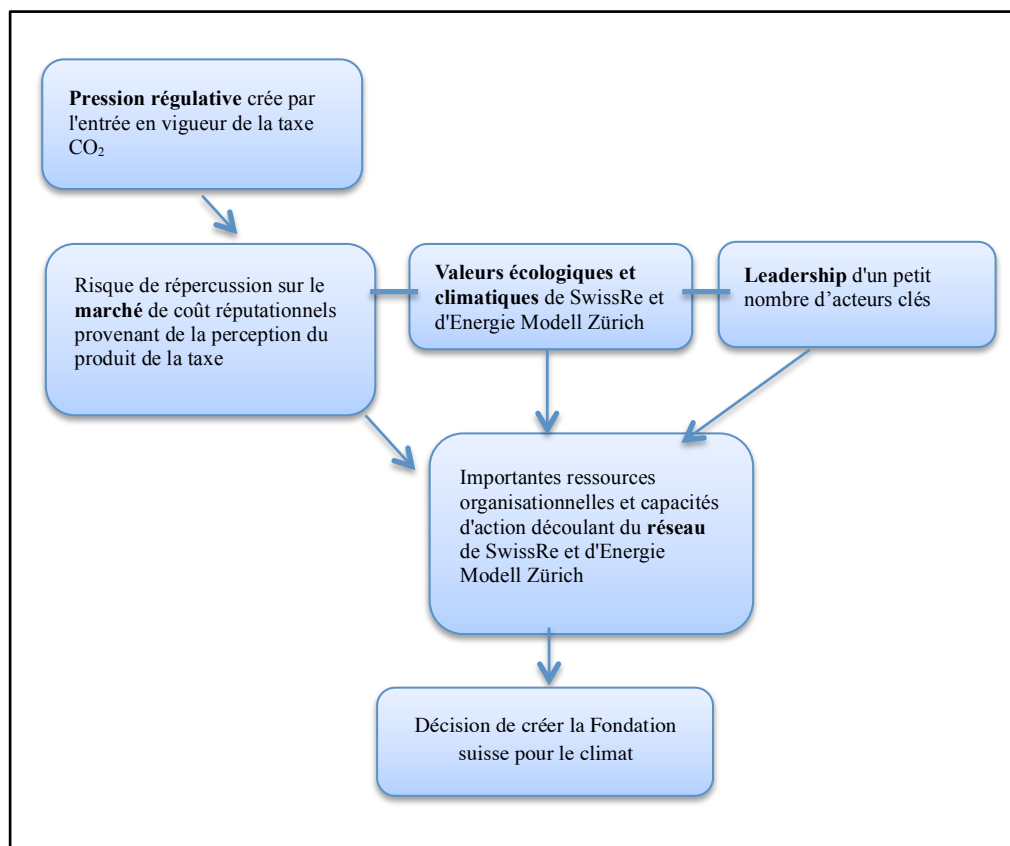 Pression régulative crée par
l'entrée en vigueur de la taxe
CO₂
Risque de répercussion sur le
marché de coût réputationnels
provenant de la perception du
produit de la taxe
Valeurs écologiques et
climatiques de SwissRe et
d'Energie Modell Zürich
Leadership d'un petit
nombre d’acteurs clés
Importantes ressources
organisationnelles et capacités
d'action découlant du réseau
de SwissRe et d'Energie
Modell Zürich
Décision de créer la Fondation
suisse pour le climat